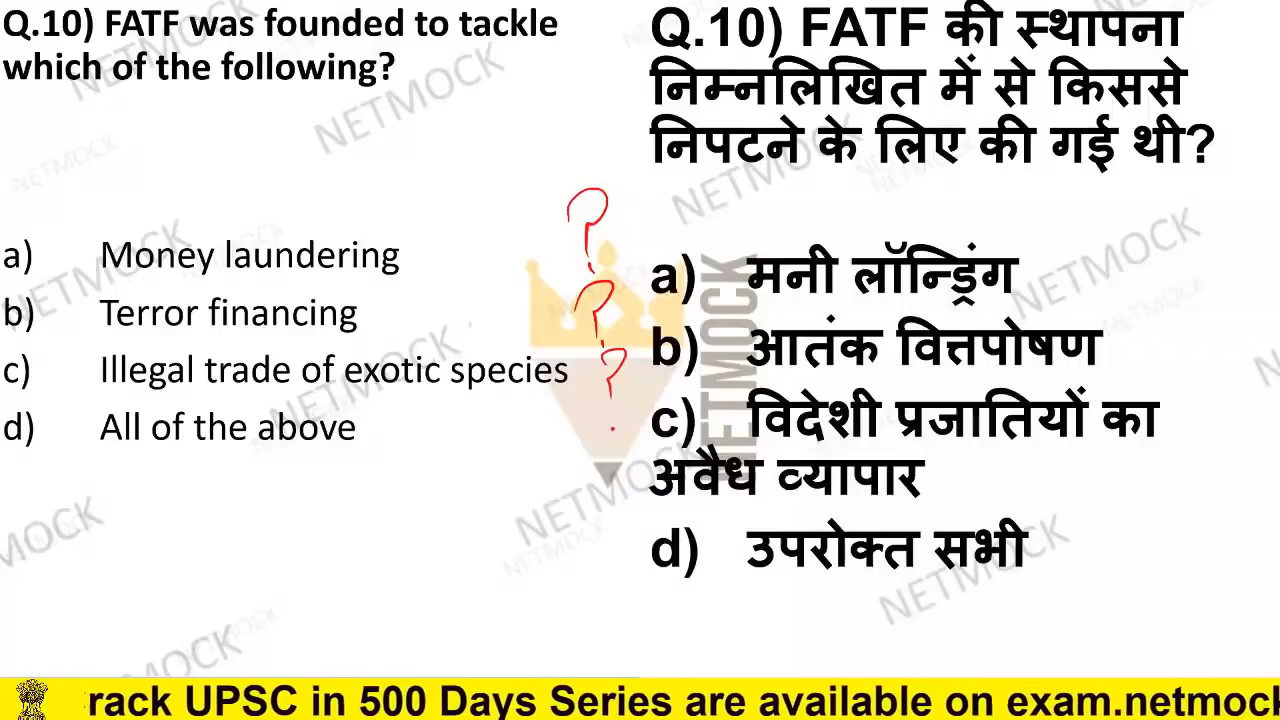 Q.10) FATF was founded to tackle
which of the following?
a) Money laundering
b) Terror financing
c) Illegal trade of exotic species
d) All of the above
Q.10) FATF की स्थापना
निम्नलिखित में से किससे
निपटने के लिए की गई थी?
a) मनी लॉन्ड्रिंग
b) आतंक वित्तपोषण
c) विदेशी प्रजातियों का
अवैध व्यापार
d) उपरोक्त सभी
? 
?
?
NETMOCK
rack UPSC in 500 Days Series are available on exam.netmock